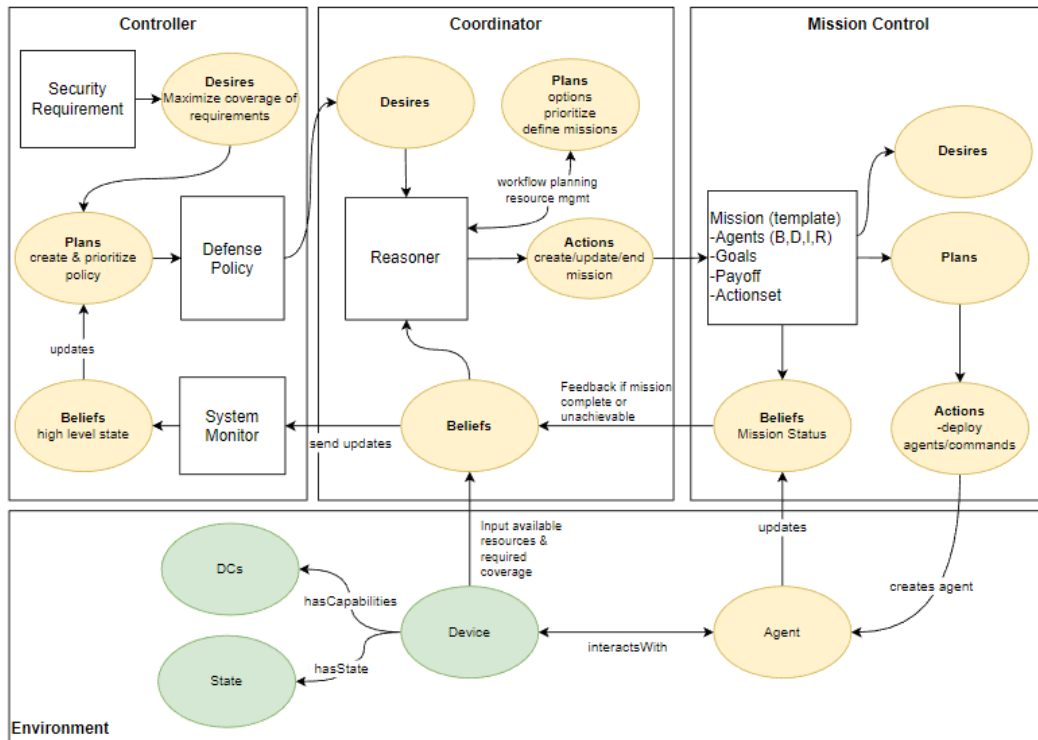 Controller
Security
Requirement
Desires
Maximize coverage of
requirements
Plans
create & prioritize
policy
Defense
Policy
updates
Beliefs
high level state
System
Monitor
Coordinator
Desires
Plans
options
prioritize
define missions
workflow planning
resource mgmt
Reasoner
Actions
create/update/end
mission
Beliefs
send updates
Feedback if mission
complete or
unachievable
Mission Control
Desires
Mission (template)
-Agents (B,D,I,R)
-Goals
-Payoff
-Actionset
Plans
Beliefs
Mission Status
Actions
-deploy
agents/commands
Input available
resources &
required
coverage
updates
creates agent
DCs
hasCapabilities
Device
interactsWith
Agent
hasState
State
Environment